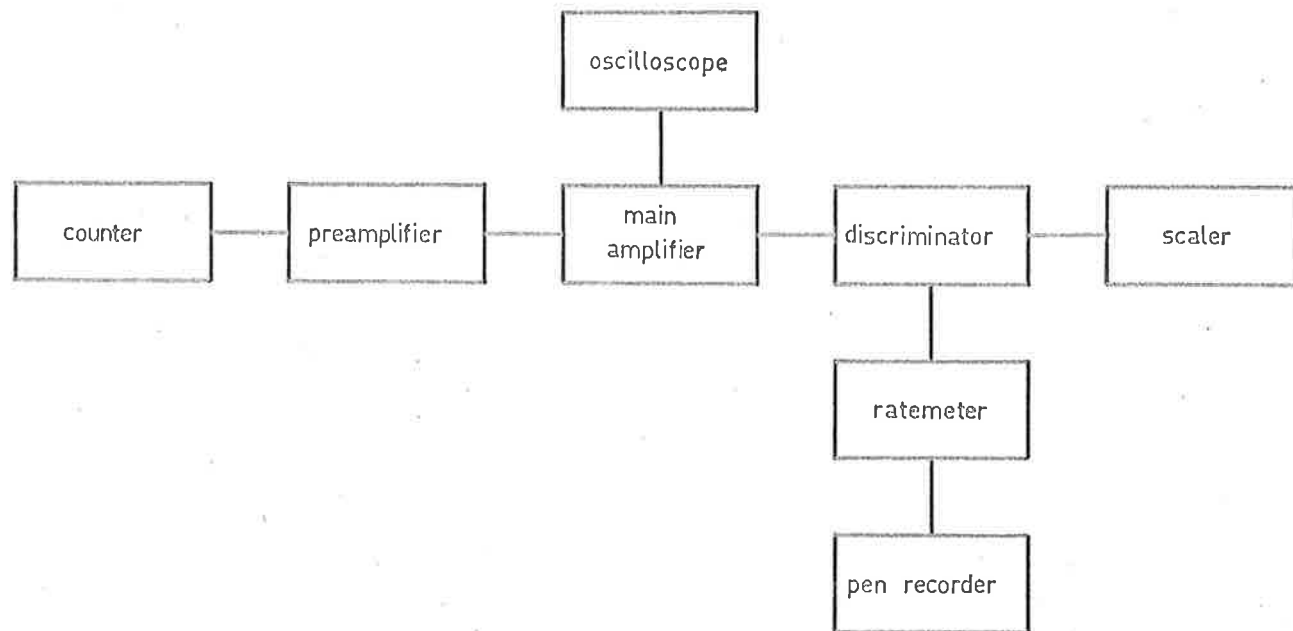 oscilloscope
counter
preamplifier
main
amplifier
discriminator
scaler
ratemeter
pen recorder